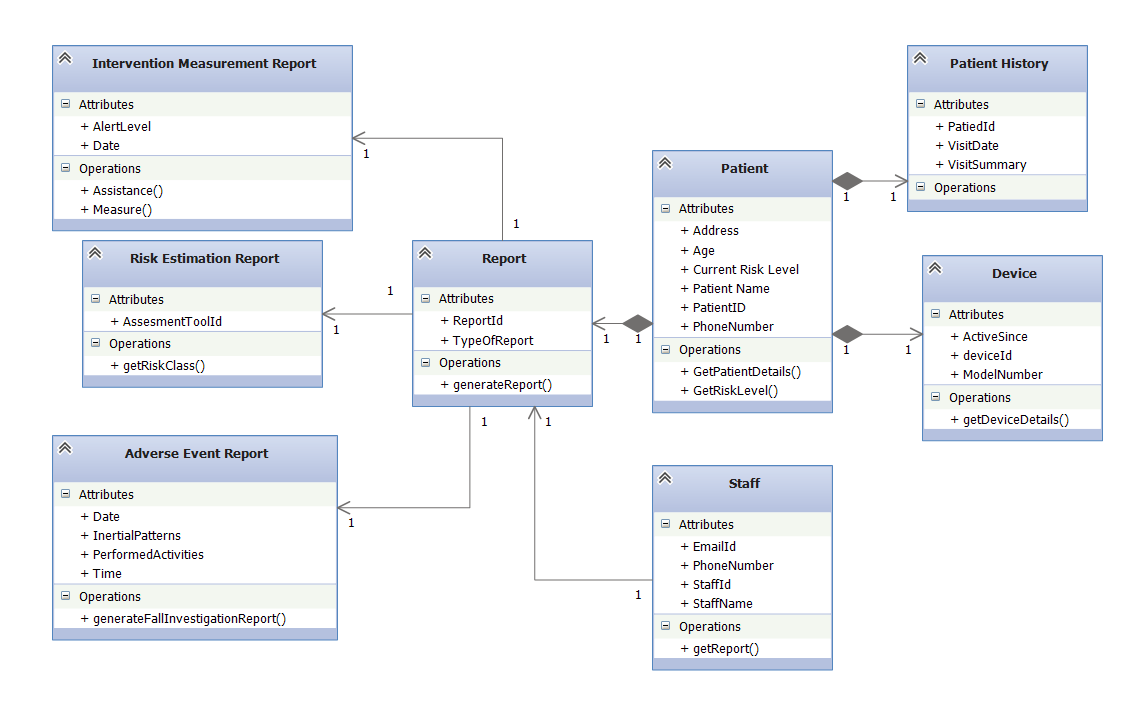 Intervention Measurement Report
Attributes
+ AlertLevel
+ Date
Operations
+ Assistance()
+ Measure()
1
1
Risk Estimation Report
Attributes
+ AssesmentToolId
Operations
+ getRiskClass()
1
1
Report
Attributes
+ ReportId
+ TypeOfReport
Operations
+ generateReport()
1
1
Adverse Event Report
Attributes
+ Date
+ InertialPatterns
+ PerformedActivities
+ Time
Operations
+ generateFallInvestigationReport()
1
1
Patient
Attributes
+ Address
+ Age
+ Current Risk Level
+ Patient Name
+ PatientID
+ PhoneNumber
Operations
+ GetPatientDetails()
+ GetRiskLevel()
1
1
Patient History
Attributes
+ PatiedId
+ VisitDate
+ VisitSummary
Operations
1
1
Device
Attributes
+ ActiveSince
+ deviceId
+ ModelNumber
Operations
+ getDeviceDetails()
1
1
Staff
Attributes
+ EmailId
+ PhoneNumber
+ StaffId
+ StaffName
Operations
+ getReport()